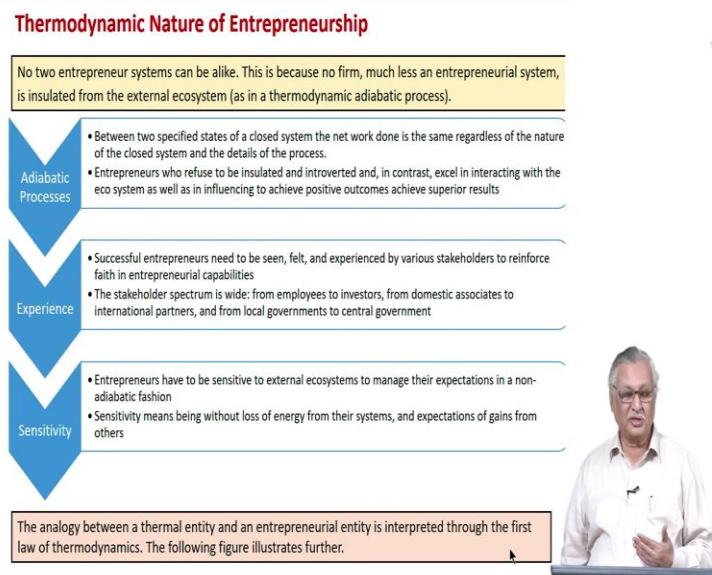 Thermodynamic Nature of Entrepreneurship
No two entrepreneur systems can be alike. This is because no firm, much less an entrepreneurial system,
is insulated from the external ecosystem (as in a thermodynamic adiabatic process).
Adiabatic
Processes
• Between two specified states of a closed system the net work done is the same regardless of the nature
of the closed system and the details of the process.
• Entrepreneurs who refuse to be insulated and introverted and, in contrast, excel in interacting with the
eco system as well as in influencing to achieve positive outcomes achieve superior results
Experience
• Successful entrepreneurs need to be seen, felt, and experienced by various stakeholders to reinforce
faith in entrepreneurial capabilities
• The stakeholder spectrum is wide: from employees to investors, from domestic associates to
international partners, and from local governments to central government
Sensitivity
• Entrepreneurs have to be sensitive to external ecosystems to manage their expectations in a non-
adiabatic fashion
• Sensitivity means being without loss of energy from their systems, and expectations of gains from
others
The analogy between a thermal entity and an entrepreneurial entity is interpreted through the first
law of thermodynamics. The following figure illustrates further.